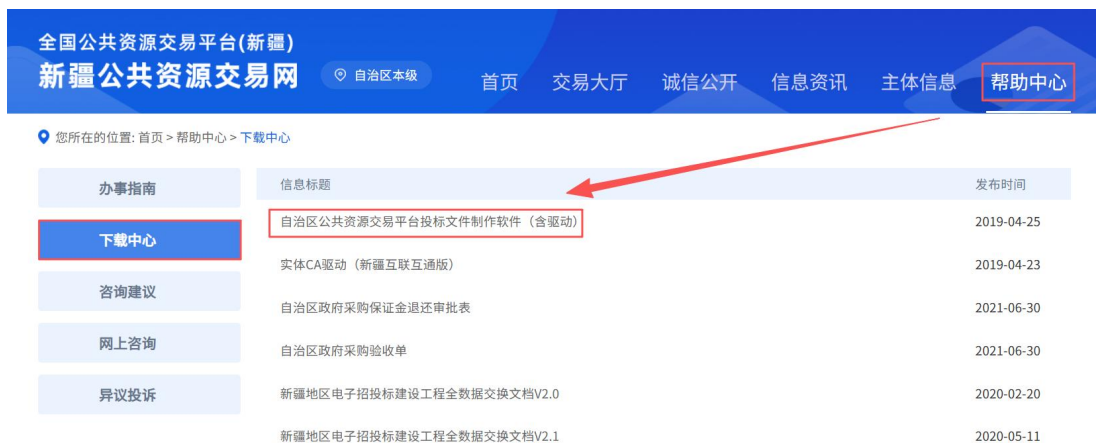 全国公共资源交易平台(新疆)
新疆公共资源交易网
自治区本级
首页 交易大厅 诚信公开 信息资讯 主体信息 帮助中心
您所在的位置: 首页 > 帮助中心 > 下载中心
办事指南
下载中心
咨询建议
网上咨询
异议投诉
信息标题 发布时间
自治区公共资源交易平台投标文件制作软件（含驱动） 2019-04-25
实体CA驱动（新疆互联互通版） 2019-04-23
自治区政府采购保证金退还审批表 2021-06-30
自治区政府采购验收单 2021-06-30
新疆地区电子招投标建设工程全数据交换文档V2.0 2020-02-20
新疆地区电子招投标建设工程全数据交换文档V2.1 2020-05-11